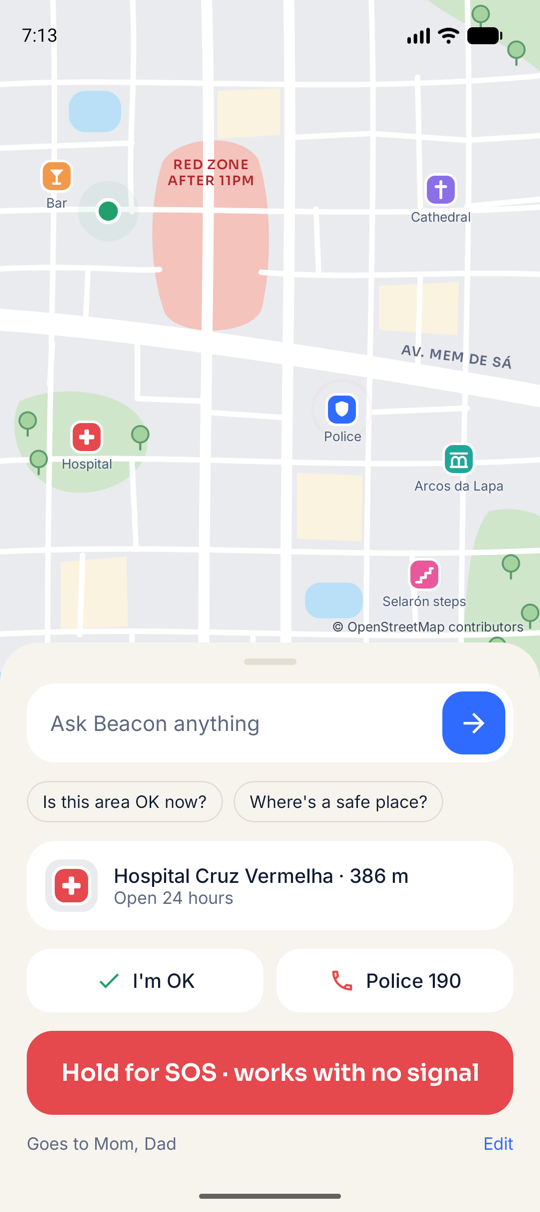 7:13
RED ZONE
AFTER 11PM
Bar
Cathedral
AV. MEM DE SÁ
Police
Hospital
Arcos da Lapa
Selarón steps
© OpenStreetMap contributors
Ask Beacon anything
Is this area OK now?
Where's a safe place?
Hospital Cruz Vermelha · 386 m
Open 24 hours
I'm OK
Police 190
Hold for SOS · works with no signal
Goes to Mom, Dad
Edit